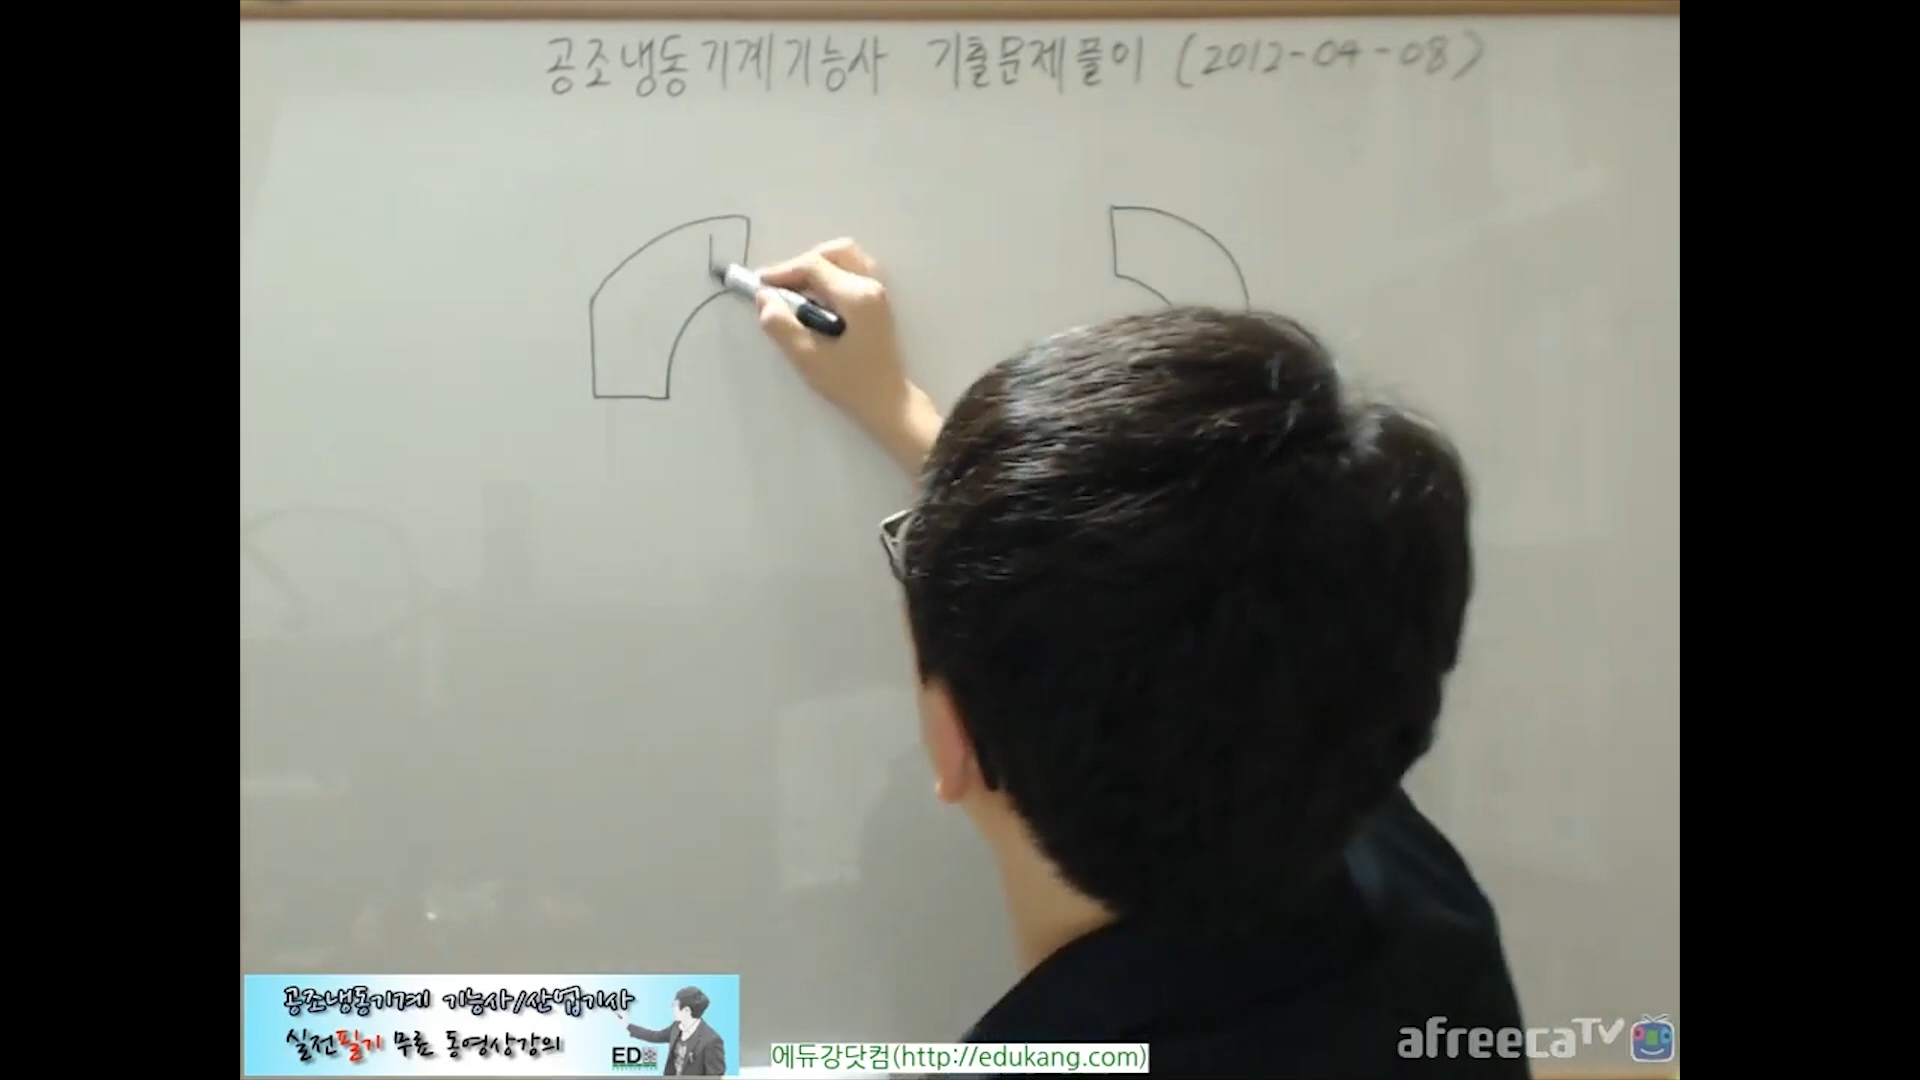 공조냉동기계기능사 기출문제풀이 (2012-04-08)
공조냉동기계 기능사/산업기사
실전필기 무료 동영상강의
에듀강닷컴(http://edukang.com)
afreecaTV